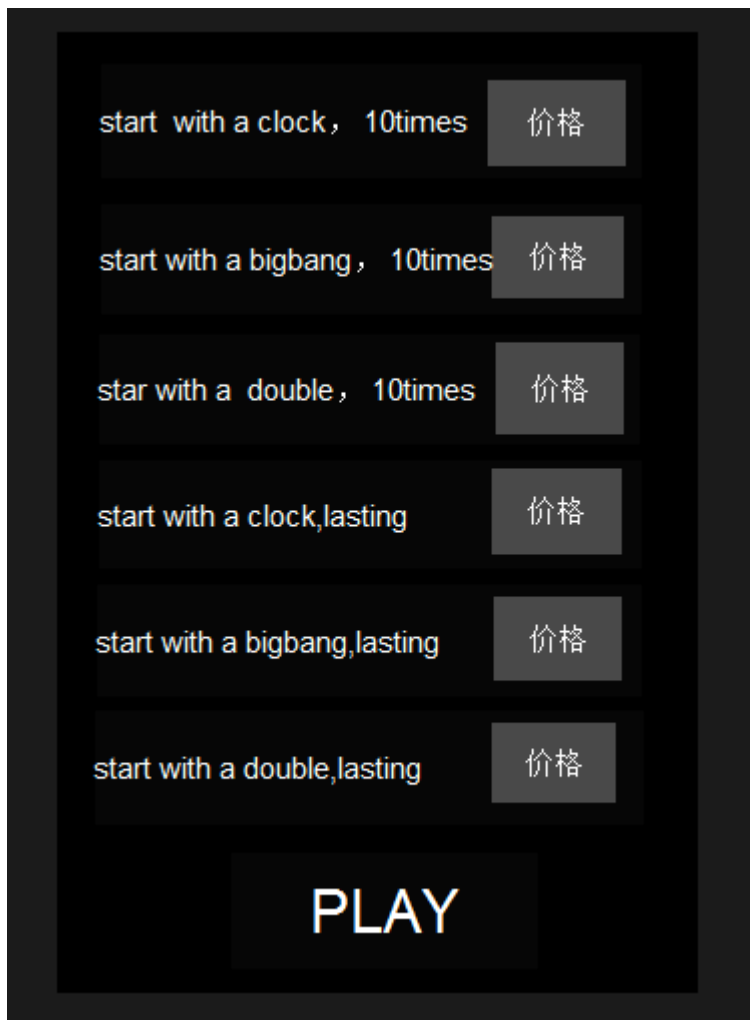 start  with a clock， 10times 价格
start with a bigbang， 10times 价格
star with a  double， 10times 价格
start with a clock,lasting 价格
start with a bigbang,lasting 价格
start with a double,lasting 价格
PLAY